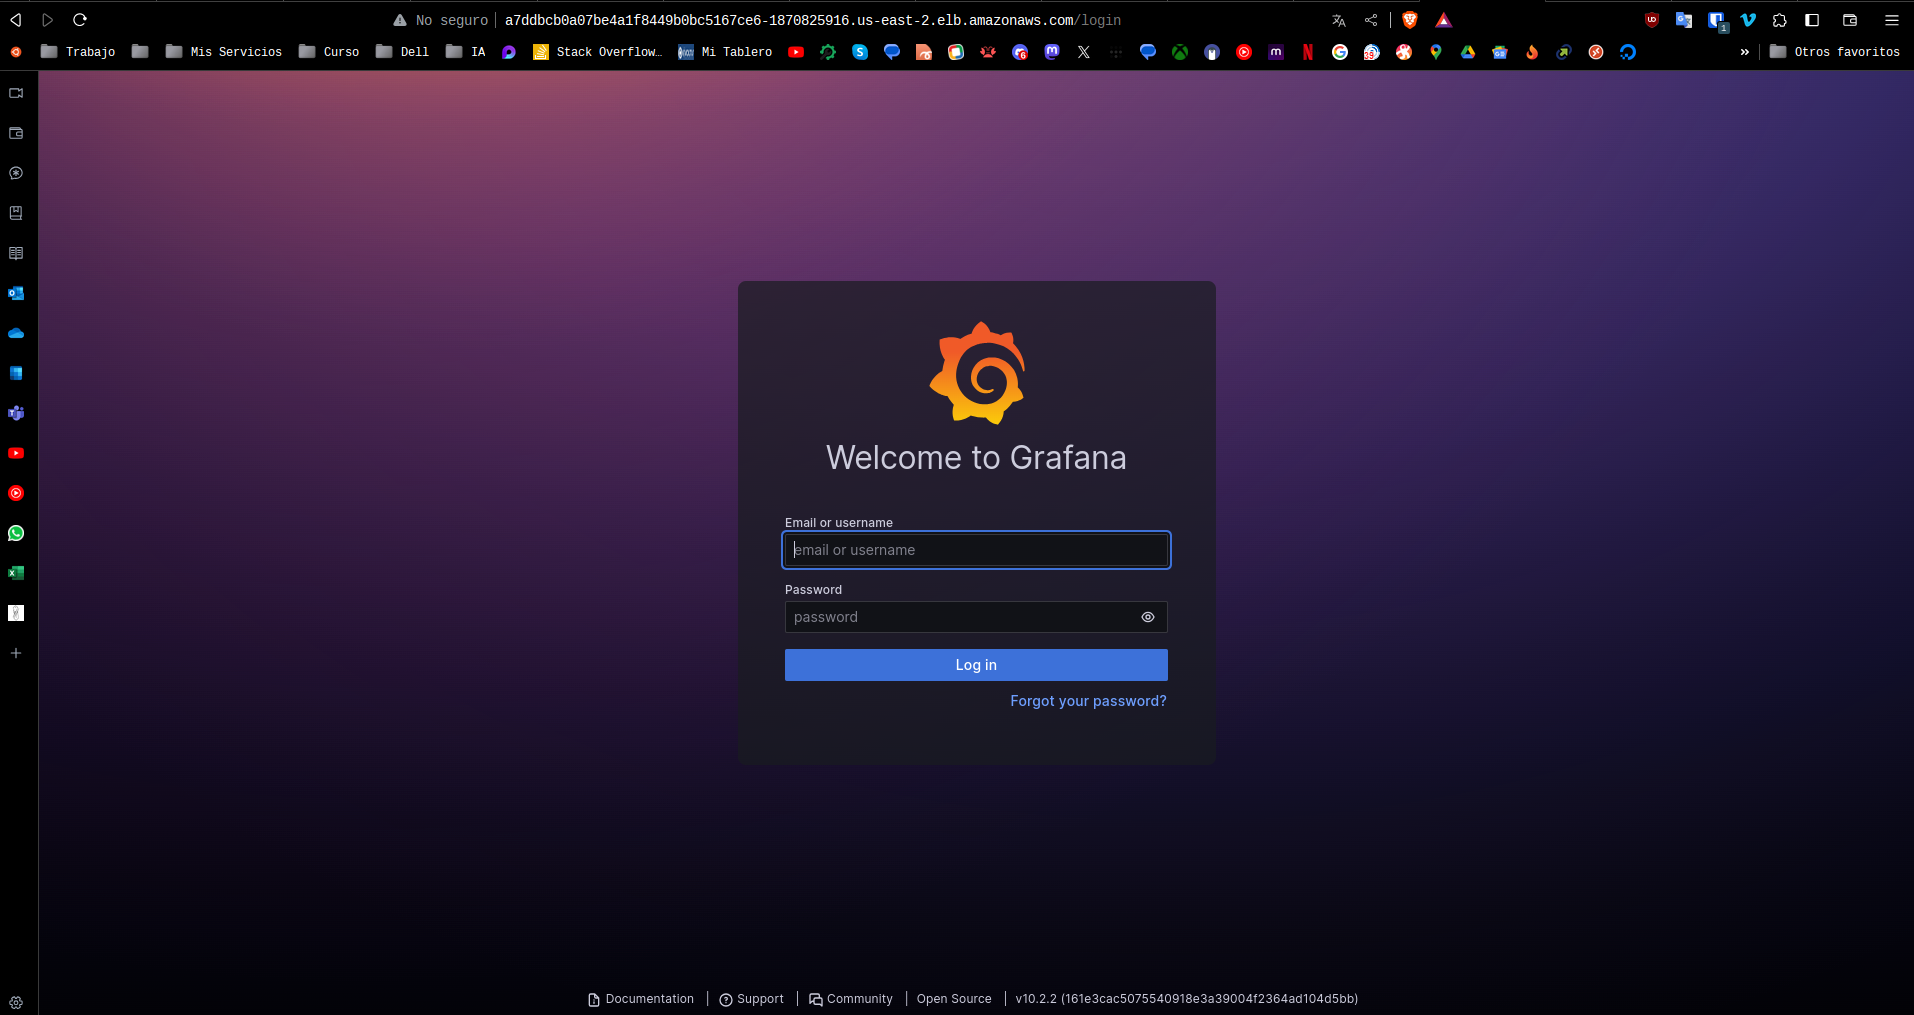 No seguro a7ddbcb0a07be4a1f8449b0bc5167ce6-1870825916.us-east-2.elb.amazonaws.com/login
Trabajo Mis Servicios Curso Dell IA Stack Overflow… Mi Tablero » Otros favoritos
Welcome to Grafana
Email or username
email or username
Password
password
Log in
Forgot your password?
Documentation Support Community Open Source v10.2.2 (161e3cac5075540918e3a39004f2364ad104d5bb)